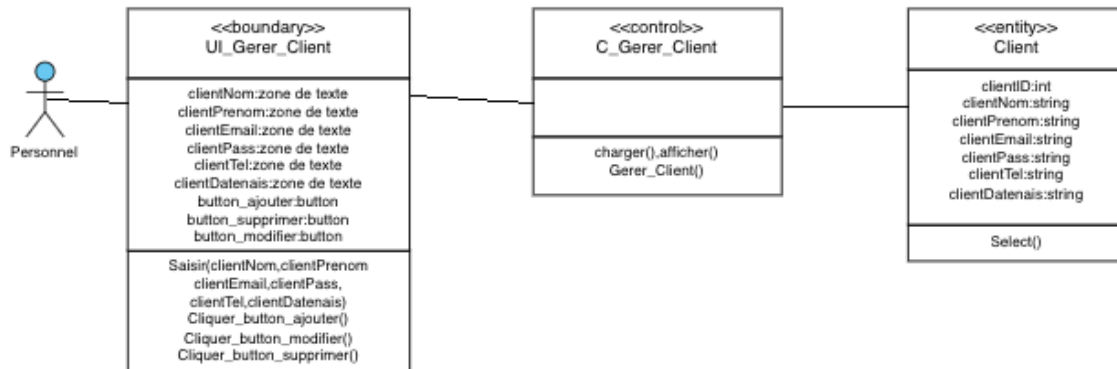 Personnel
<<boundary>>
UI_Gerer_Client
clientNom:zone de texte
clientPrenom:zone de texte
clientEmail:zone de texte
clientPass:zone de texte
clientTel:zone de texte
clientDatenais:zone de texte
button_ajouter:button
button_supprimer:button
button_modifier:button
Saisir(clientNom,clientPrenom
clientEmail,clientPass,
clientTel,clientDatenais)
Cliquer_button_ajouter()
Cliquer_button_modifier()
Cliquer_button_supprimer()
<<control>>
C_Gerer_Client
charger(),afficher()
Gerer_Client()
<<entity>>
Client
clientID:int
clientNom:string
clientPrenom:string
clientEmail:string
clientPass:string
clientTel:string
clientDatenais:string
Select()